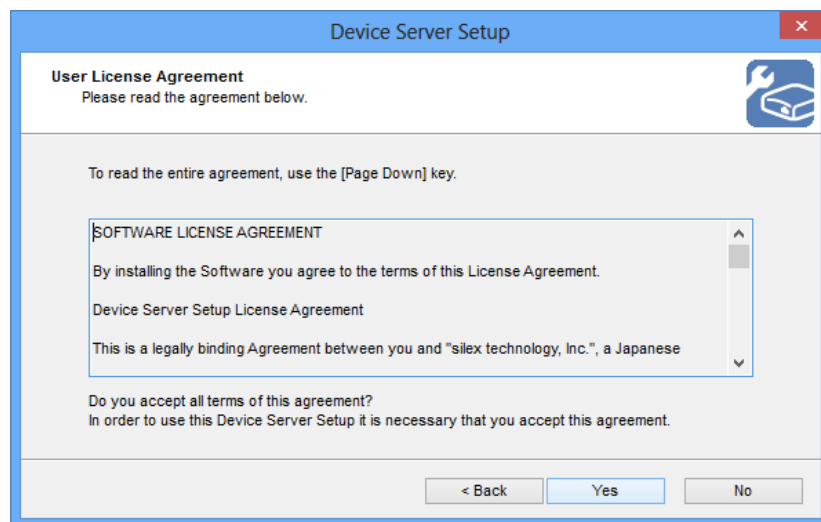 Device Server Setup
User License Agreement
Please read the agreement below.
To read the entire agreement, use the [Page Down] key.
SOFTWARE LICENSE AGREEMENT
By installing the Software you agree to the terms of this License Agreement.
Device Server Setup License Agreement
This is a legally binding Agreement between you and "silex technology, Inc.", a Japanese
Do you accept all terms of this agreement?
In order to use this Device Server Setup it is necessary that you accept this agreement.
< Back Yes No